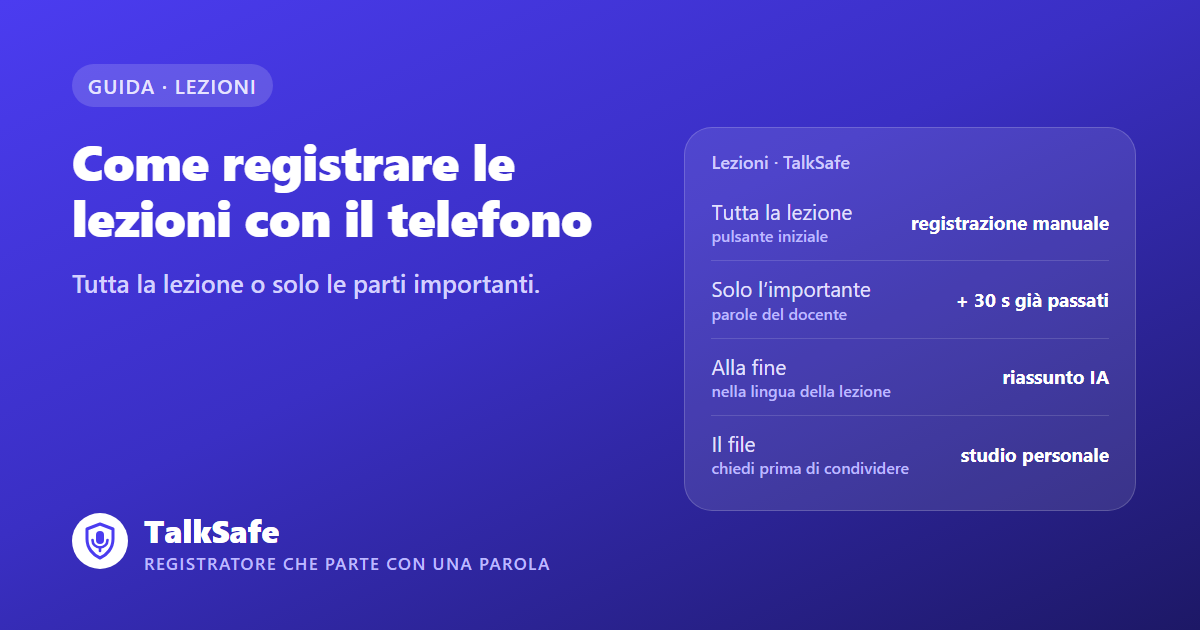 GUIDA · LEZIONI
Come registrare le
lezioni con il telefono
Tutta la lezione o solo le parti importanti.
Lezioni · TalkSafe
Tutta la lezione
pulsante iniziale
registrazione manuale
Solo l’importante
parole del docente
+ 30 s già passati
Alla fine
nella lingua della lezione
riassunto IA
Il file
chiedi prima di condividere
studio personale
TalkSafe
REGISTRATORE CHE PARTE CON UNA PAROLA